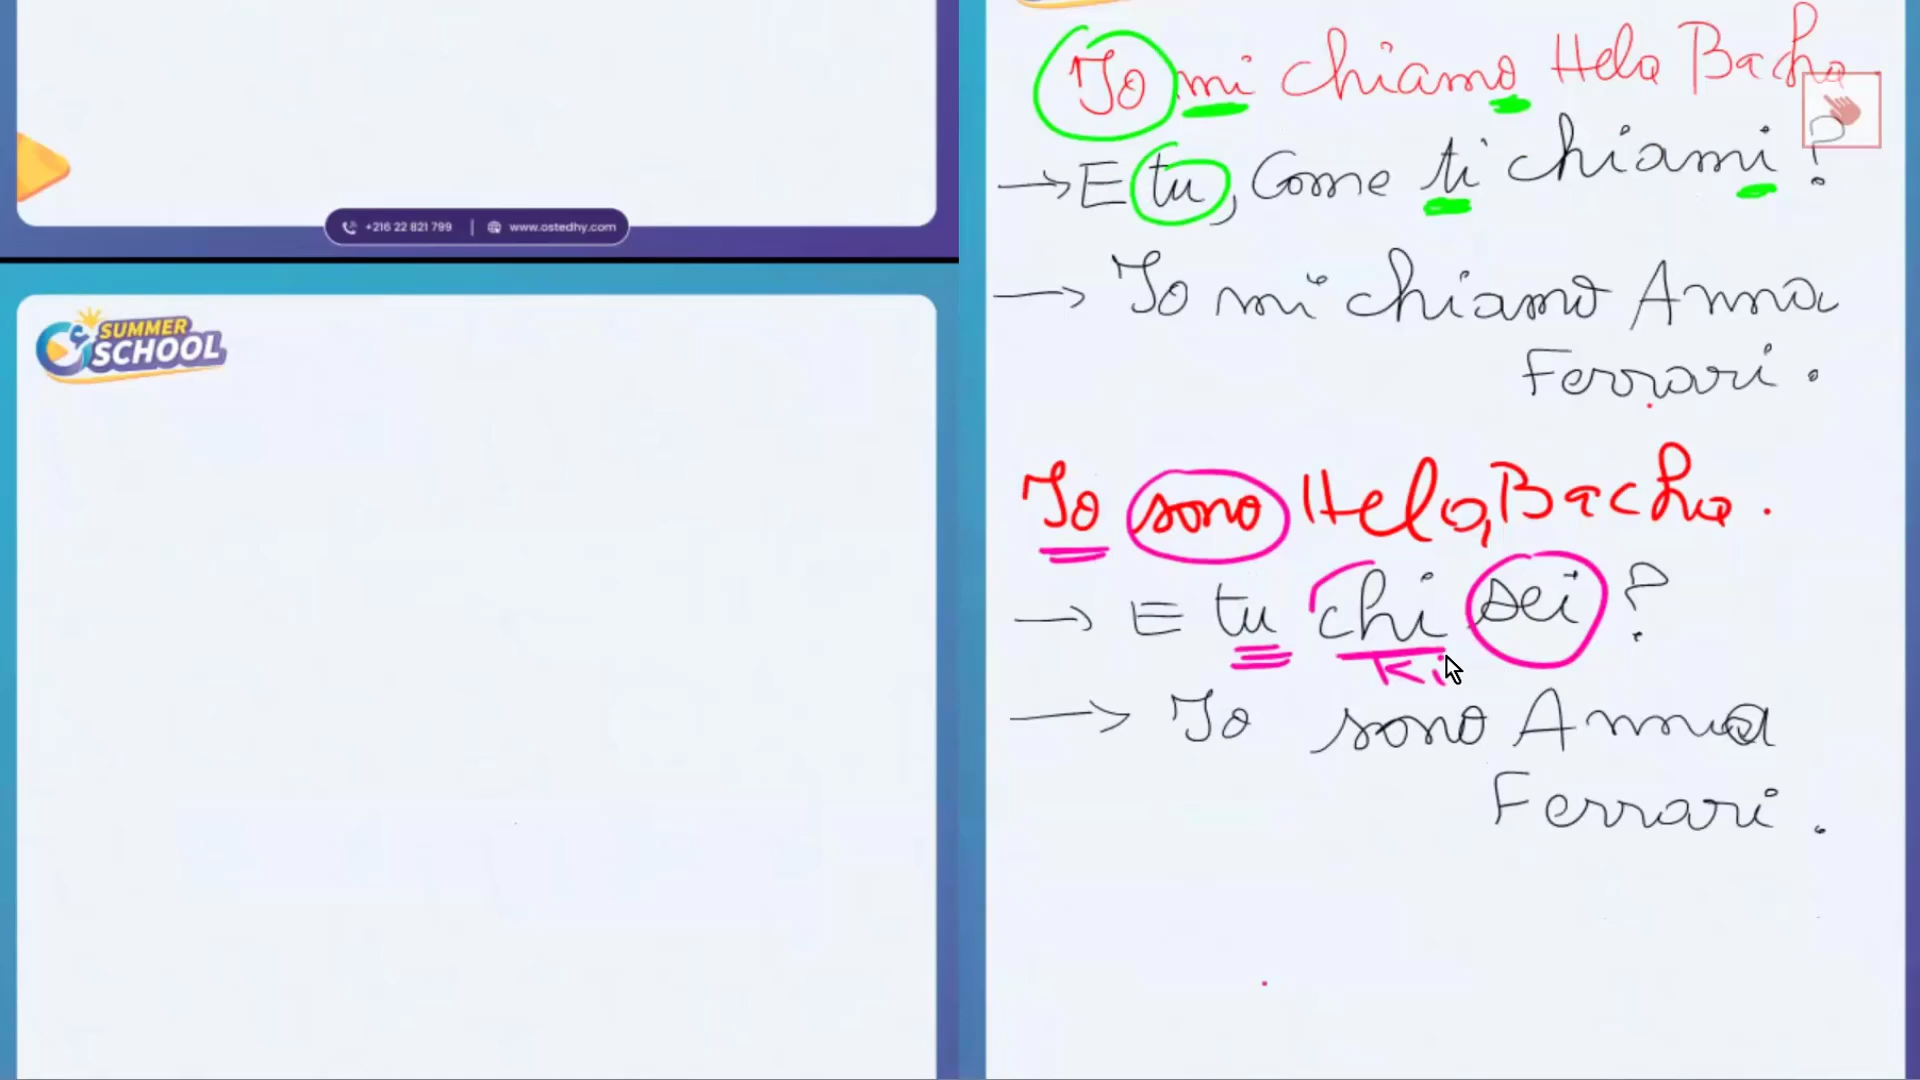 +216 22 821 799 | www.ostedhy.com
SUMMER
SCHOOL
Io mi chiamo Hela Bacha
→ E tu, Come ti chiami ?
→ Io mi chiamo Anna
Ferrari.
Io sono Hela Bacha.
→ E tu chi sei ?
Ki
→ Io sono Anna
Ferrari.